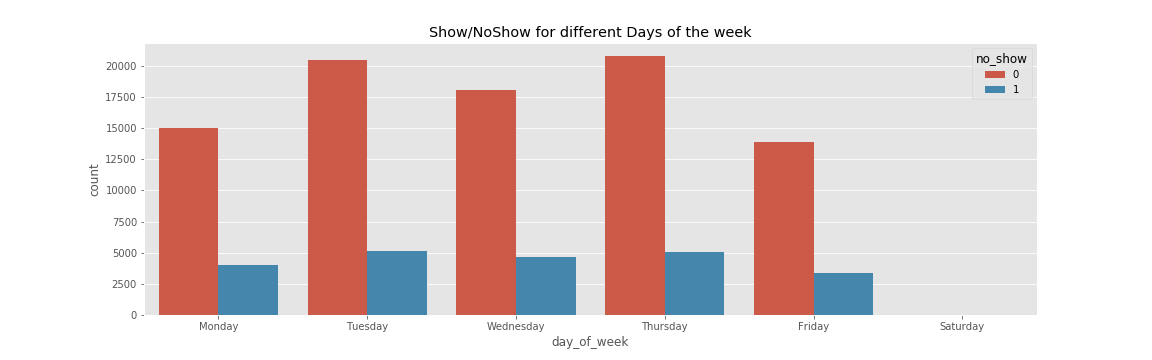 Show/NoShow for different Days of the week
no_show
0
1
count
20000
17500
15000
12500
10000
7500
5000
2500
0
Monday Tuesday Wednesday Thursday Friday Saturday
day_of_week